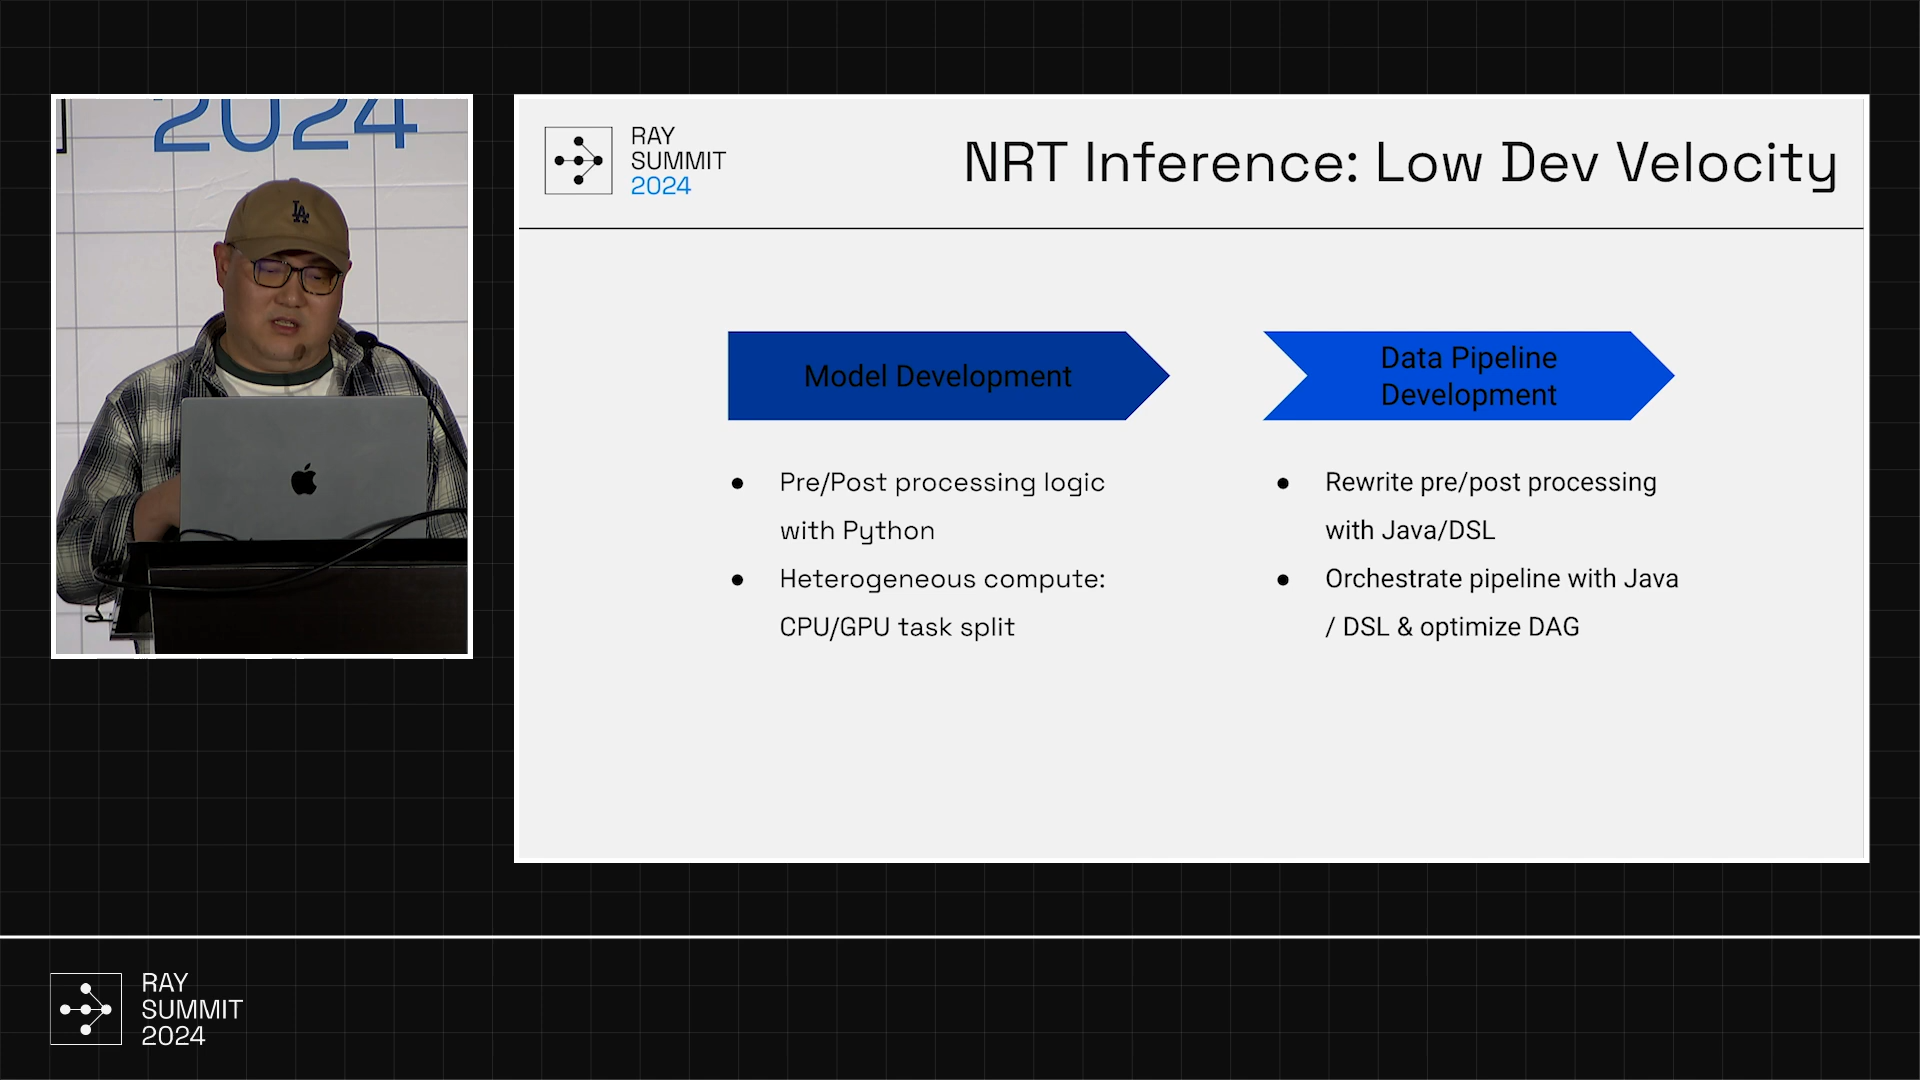 2024
LA
RAY
SUMMIT
2024
NRT Inference: Low Dev Velocity
Model Development
Data Pipeline
Development
● Pre/Post processing logic
with Python
● Heterogeneous compute:
CPU/GPU task split
● Rewrite pre/post processing
with Java/DSL
● Orchestrate pipeline with Java
/ DSL & optimize DAG
RAY
SUMMIT
2024